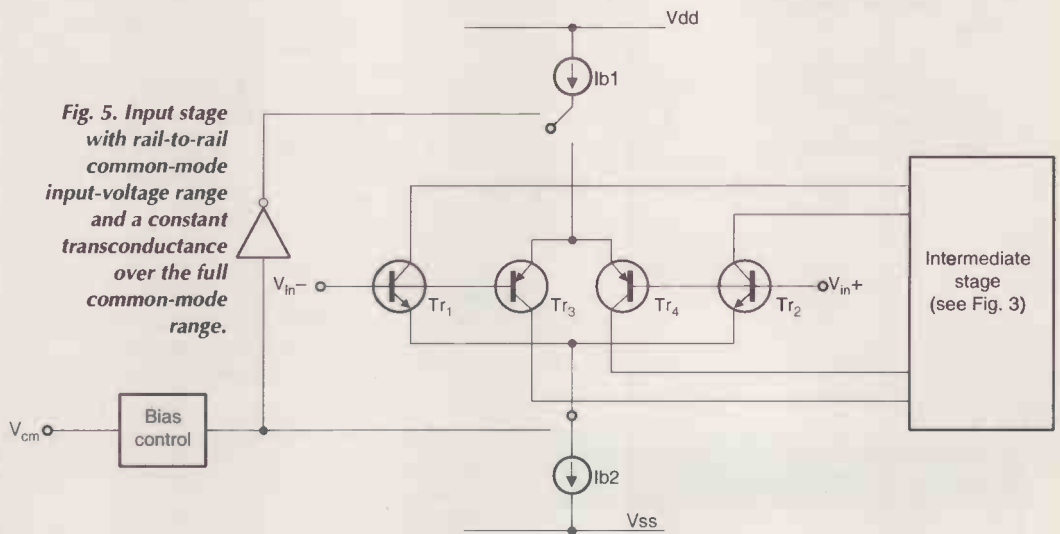 Vdd
Ib1
Fig. 5. Input stage
with rail-to-rail
common-mode
input-voltage range
and a constant
transconductance
over the full
common-mode
range.
Vin−
Tr1
Tr3
Tr4
Tr2
Vin+
Intermediate
stage
(see Fig. 3)
Vcm
Bias
control
Ib2
Vss